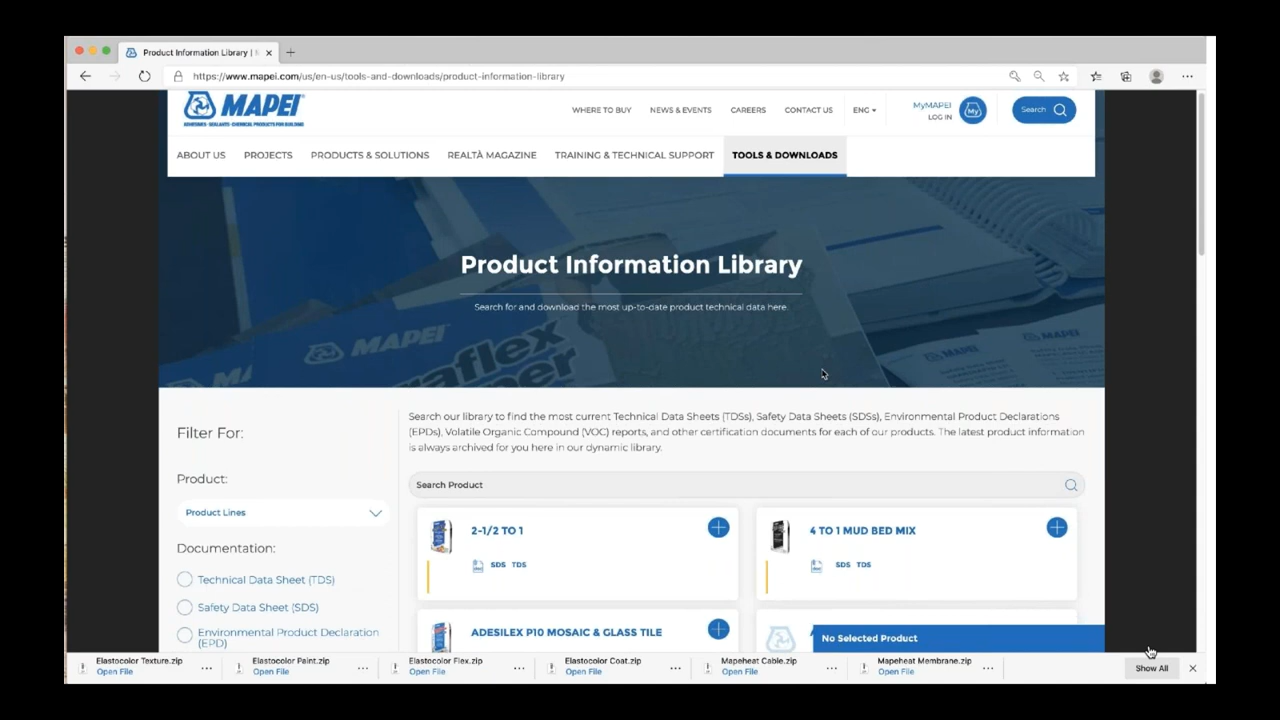 Product Information Library |
https://www.mapei.com/us/en-us/tools-and-downloads/product-information-library
MAPEI
ADHESIVES · SEALANTS · CHEMICAL PRODUCTS FOR BUILDING
WHERE TO BUY
NEWS & EVENTS
CAREERS
CONTACT US
ENG
MyMAPEI
LOG IN
My
Search
ABOUT US
PROJECTS
PRODUCTS & SOLUTIONS
REALTÀ MAGAZINE
TRAINING & TECHNICAL SUPPORT
TOOLS & DOWNLOADS
Product Information Library
Search for and download the most up-to-date product technical data here.
MAPEI
MAPEI
Filter For:
Product:
Product Lines
Documentation:
Technical Data Sheet (TDS)
Safety Data Sheet (SDS)
Environmental Product Declaration
(EPD)
Search our library to find the most current Technical Data Sheets (TDSs), Safety Data Sheets (SDSs), Environmental Product Declarations
(EPDs), Volatile Organic Compound (VOC) reports, and other certification documents for each of our products. The latest product information
is always archived for you here in our dynamic library.
Search Product
2-1/2 TO 1
SDS TDS
4 TO 1 MUD BED MIX
SDS TDS
ADESILEX P10 MOSAIC & GLASS TILE
No Selected Product
Elastocolor Texture.zip
Open File
Elastocolor Paint.zip
Open File
Elastocolor Flex.zip
Open File
Elastocolor Coat.zip
Open File
Mapeheat Cable.zip
Open File
Mapeheat Membrane.zip
Open File
Show All